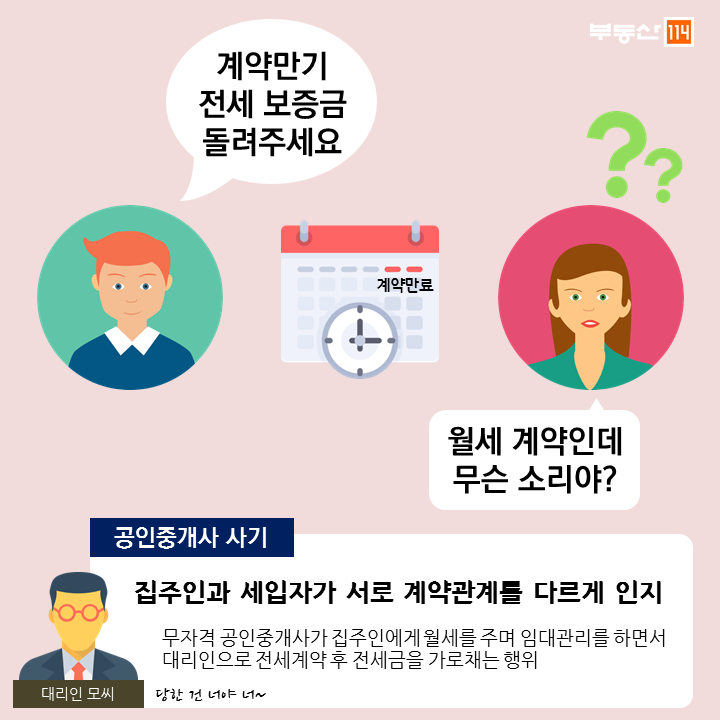 부동산114
계약만기
전세 보증금
돌려주세요
??
계약만료
월세 계약인데
무슨 소리야?
공인중개사 사기
집주인과 세입자가 서로 계약관계를 다르게 인지
무자격 공인중개사가 집주인에게 월세를 주며 임대관리를 하면서
대리인으로 전세계약 후 전세금을 가로채는 행위
대리인 모씨
당한 건 너야 너~